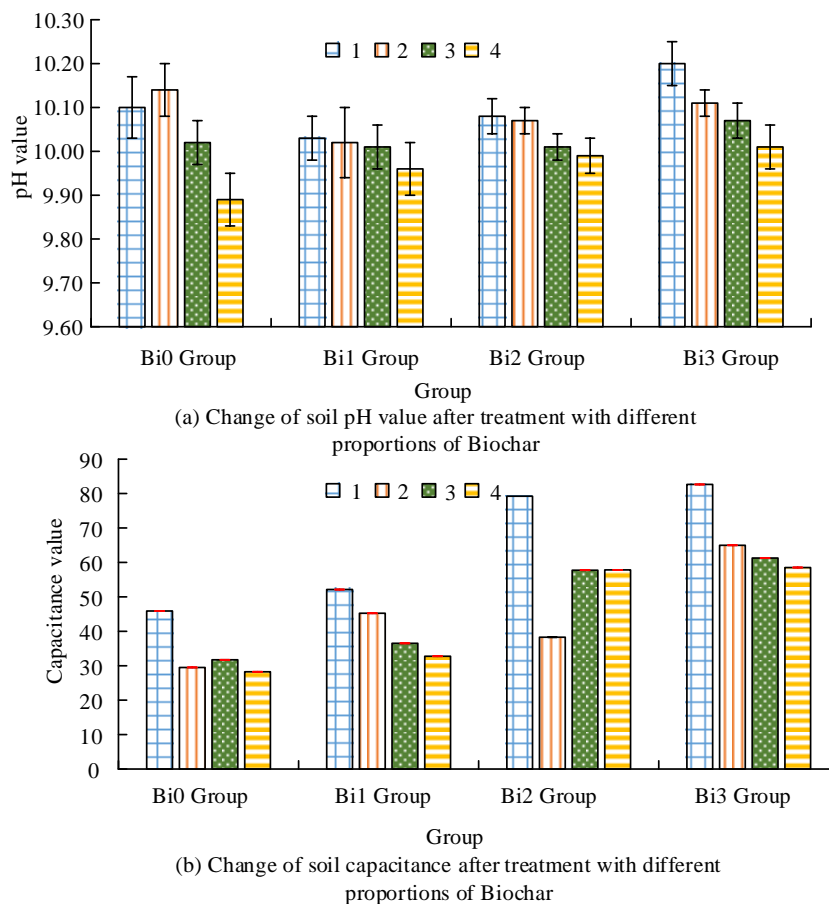 1 2 3 4
10.20
10.10
10.00
9.90
9.80
9.70
9.60
pH value
Bi0 Group Bi1 Group Bi2 Group Bi3 Group
Group
(a) Change of soil pH value after treatment with different
proportions of Biochar
90
1 2 3 4
80
70
60
50
40
30
20
10
0
Capacitance value
Bi0 Group Bi1 Group Bi2 Group Bi3 Group
Group
(b) Change of soil capacitance after treatment with different
proportions of Biochar